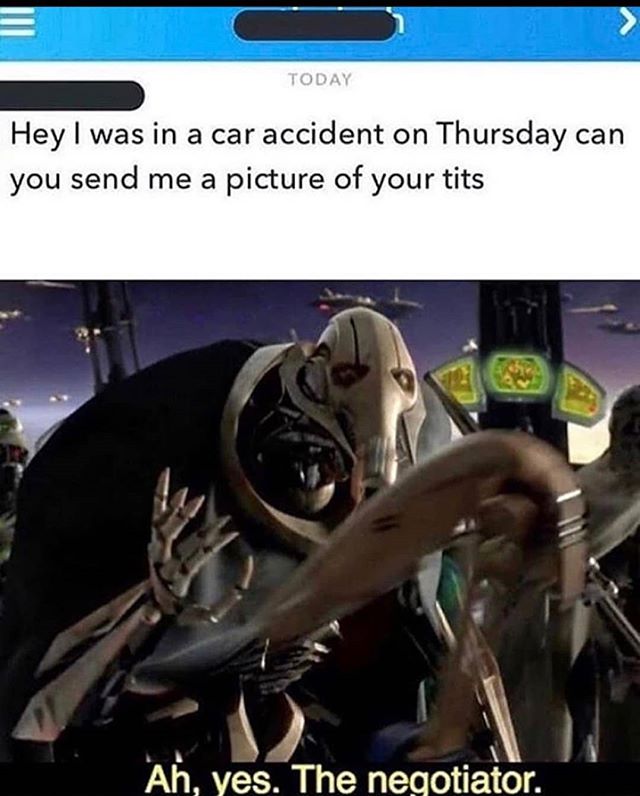 TODAY
Hey I was in a car accident on Thursday can
you send me a picture of your tits
Ah, yes. The negotiator.